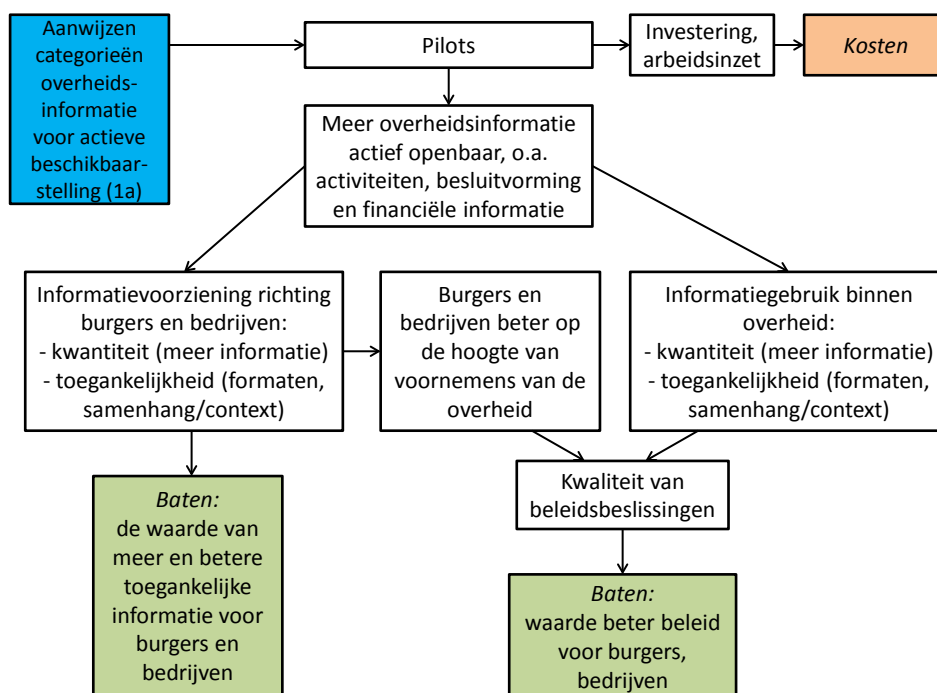 Aanwijzen
categorieën
overheids-
informatie
voor actieve
beschikbaar-
stelling (1a)
Pilots
Investering,
arbeidsinzet
Kosten
Meer overheidsinformatie
actief openbaar, o.a.
activiteiten, besluitvorming
en financiële informatie
Informatievoorziening richting
burgers en bedrijven:
- kwantiteit (meer informatie)
- toegankelijkheid (formaten,
samenhang/context)
Burgers en
bedrijven beter op
de hoogte van
voornemens van de
overheid
Informatiegebruik binnen
overheid:
- kwantiteit (meer informatie)
- toegankelijkheid (formaten,
samenhang/context)
Kwaliteit van
beleidsbeslissingen
Baten:
de waarde van
meer en betere
toegankelijke
informatie voor
burgers en
bedrijven
Baten:
waarde beter beleid
voor burgers,
bedrijven